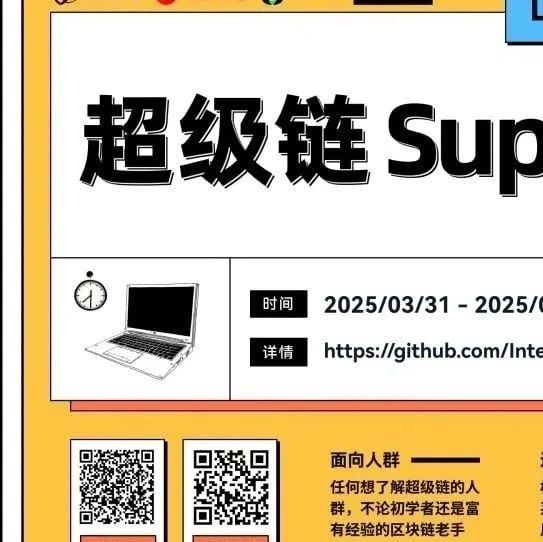 超级链 Sup
时间 2025/03/31 - 2025/0
详情 https://github.com/Inte
面向人群
任何想了解超级链的人
群，不论初学者还是富
有经验的区块链老手